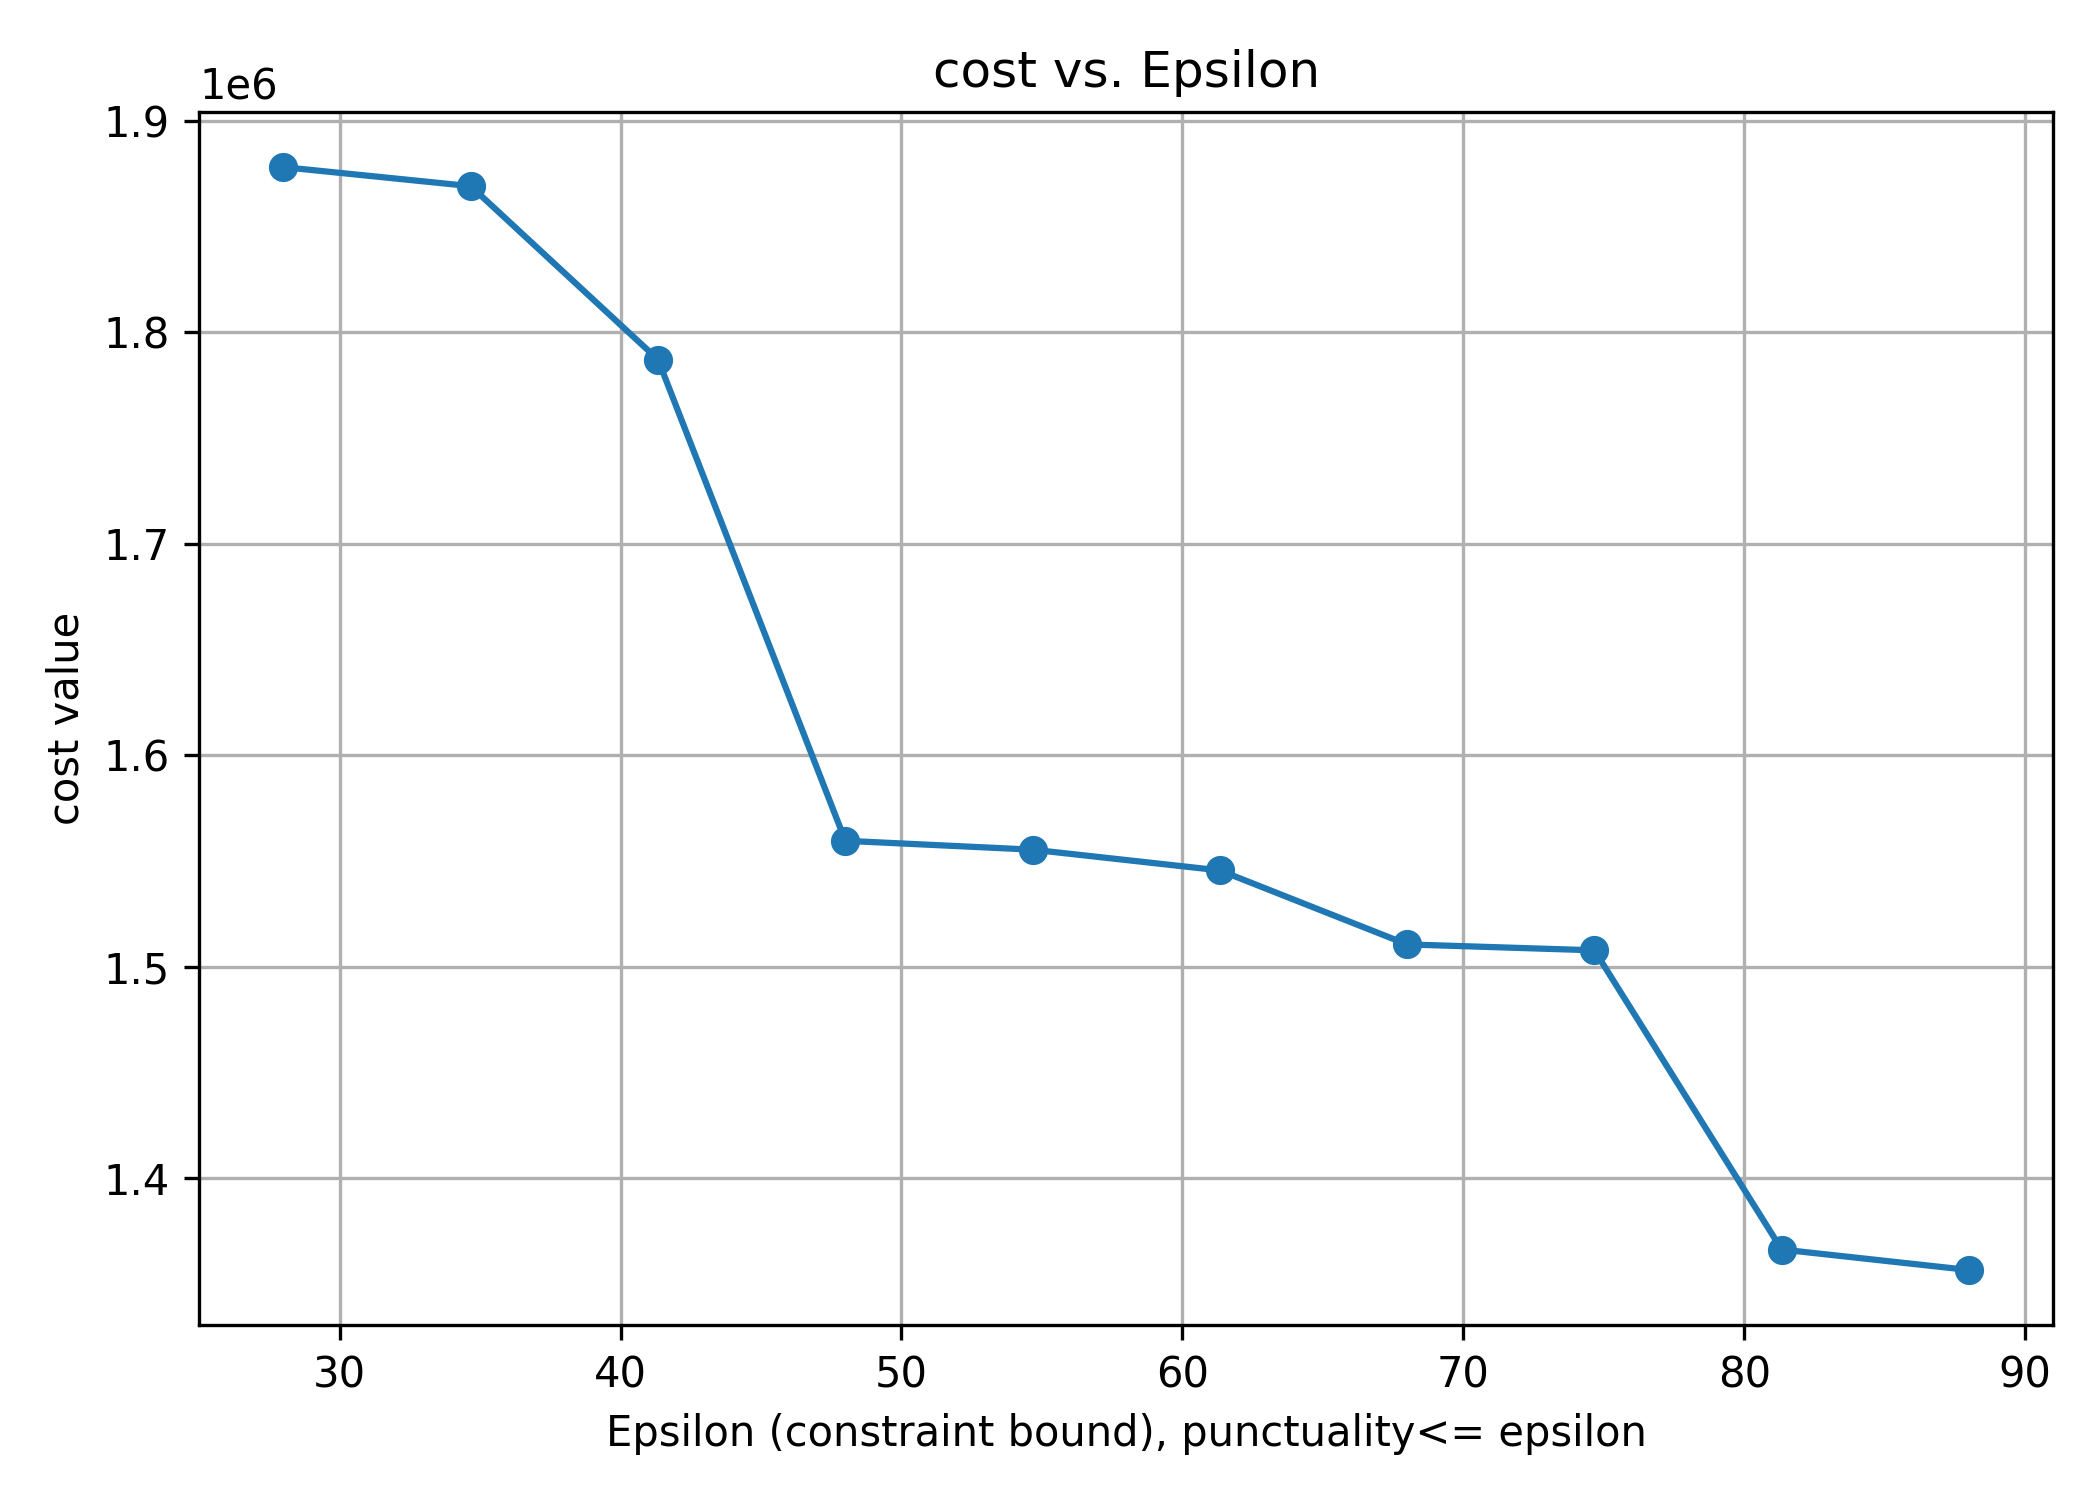 cost vs. Epsilon
1e6
1.9
1.8
1.7
1.6
1.5
1.4
cost value
30 40 50 60 70 80 90
Epsilon (constraint bound), punctuality<= epsilon